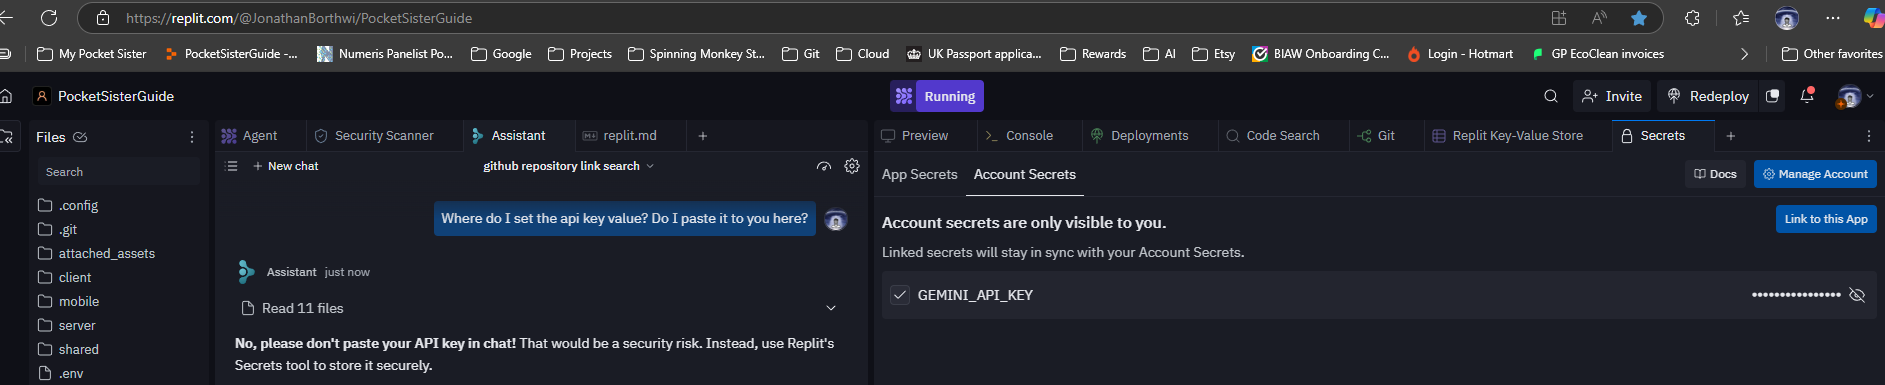 https://replit.com/@JonathanBorthwi/PocketSisterGuide
My Pocket Sister
PocketSisterGuide -...
Numeris Panelist Po...
Google
Projects
Spinning Monkey St...
Git
Cloud
UK Passport applica...
Rewards
AI
Etsy
BIAW Onboarding C...
Login - Hotmart
GP EcoClean invoices
Other favorites
PocketSisterGuide
Running
Invite
Redeploy
Files
Agent
Security Scanner
Assistant
replit.md
Preview
Console
Deployments
Code Search
Git
Replit Key-Value Store
Secrets
Search
New chat
github repository link search
App Secrets
Account Secrets
Docs
Manage Account
.config
.git
attached_assets
client
mobile
server
shared
.env
Where do I set the api key value? Do I paste it to you here?
Assistant just now
Read 11 files
No, please don't paste your API key in chat! That would be a security risk. Instead, use Replit's
Secrets tool to store it securely.
Account secrets are only visible to you.
Link to this App
Linked secrets will stay in sync with your Account Secrets.
GEMINI_API_KEY
••••••••••••••••